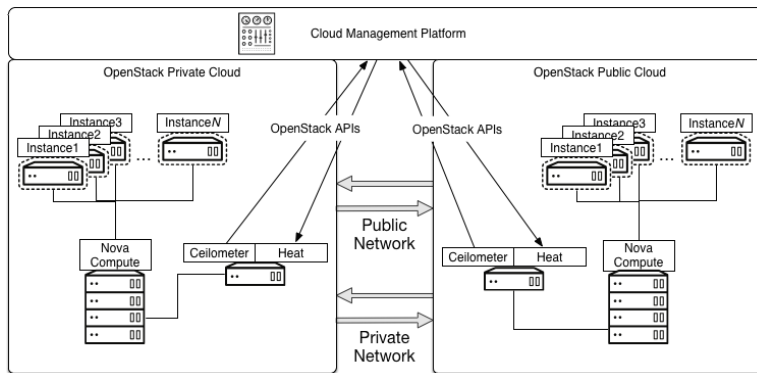 Cloud Management Platform
OpenStack Private Cloud
OpenStack Public Cloud
Instance3
Instance2
Instance1
...
InstanceN
OpenStack APIs
OpenStack APIs
Instance3
Instance2
Instance1
...
InstanceN
Public
Network
Nova
Compute
Ceilometer
Heat
Ceilometer
Heat
Nova
Compute
Private
Network